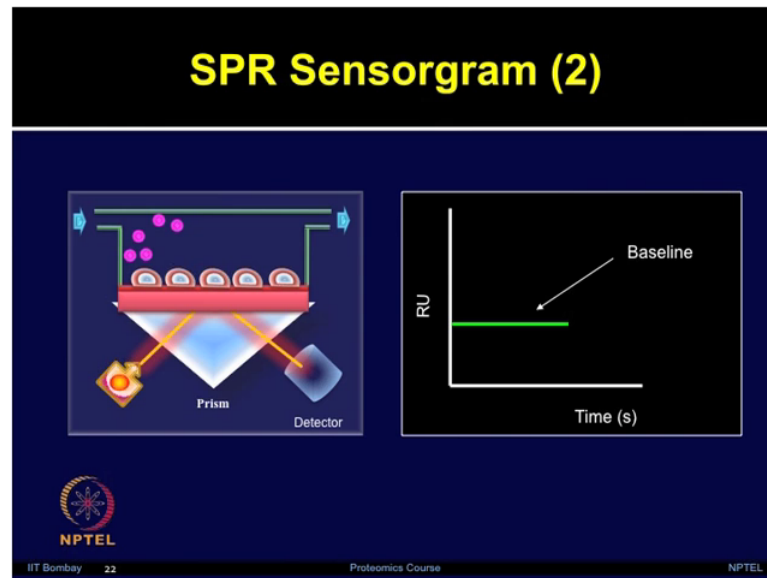 SPR Sensorgram (2)
Prism
Detector
Baseline
RU
Time (s)
NPTEL
IIT Bombay 22 Proteomics Course NPTEL